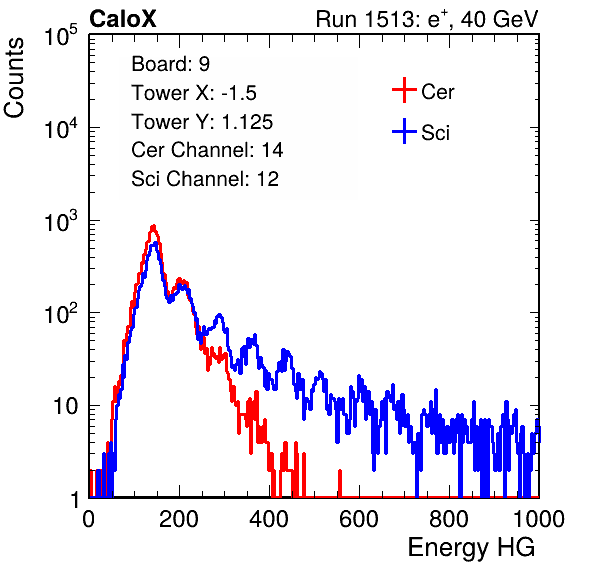 CaloX Run 1513: e⁺, 40 GeV
Counts
Board: 9
Tower X: -1.5
Tower Y: 1.125
Cer Channel: 14
Sci Channel: 12
Cer
Sci
10⁵
10⁴
10³
10²
10
1
0 200 400 600 800 1000
Energy HG